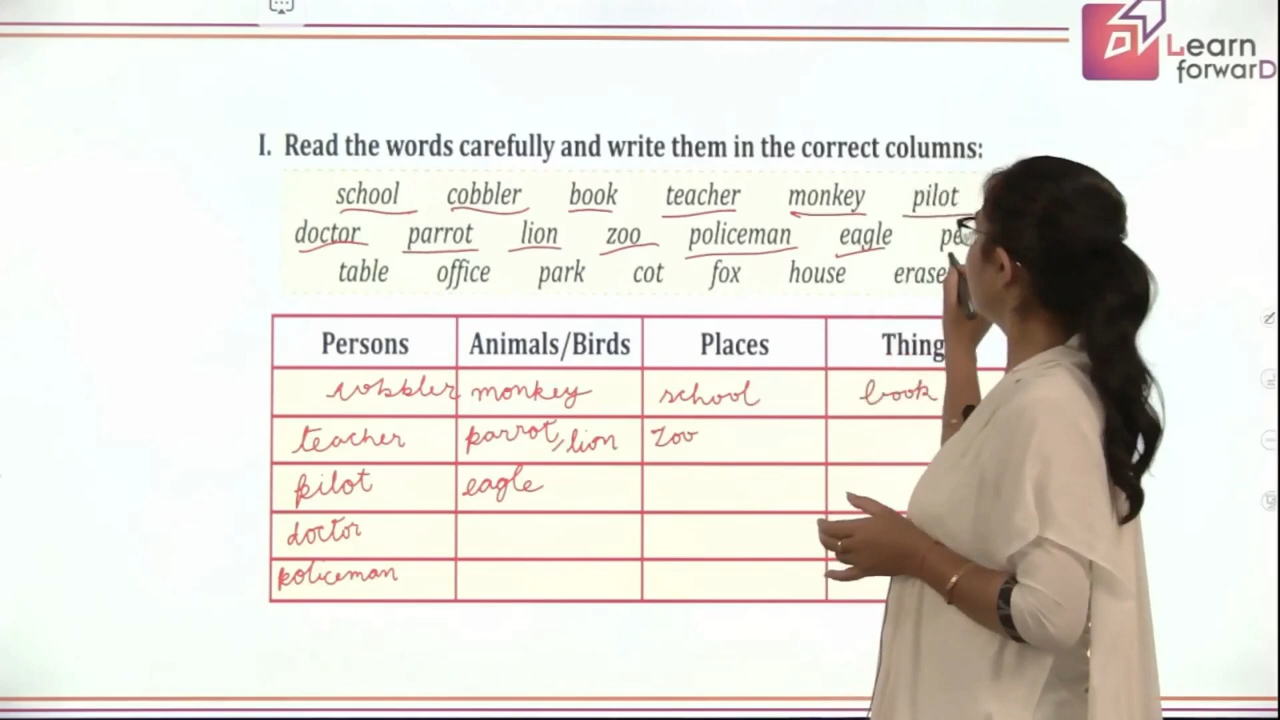 Learn
forwarD
I. Read the words carefully and write them in the correct columns:
school cobbler book teacher monkey pilot
doctor parrot lion zoo policeman eagle
table office park cot fox house
Persons Animals/Birds Places
cobbler monkey school book
teacher parrot, lion zoo
pilot eagle
doctor
policeman